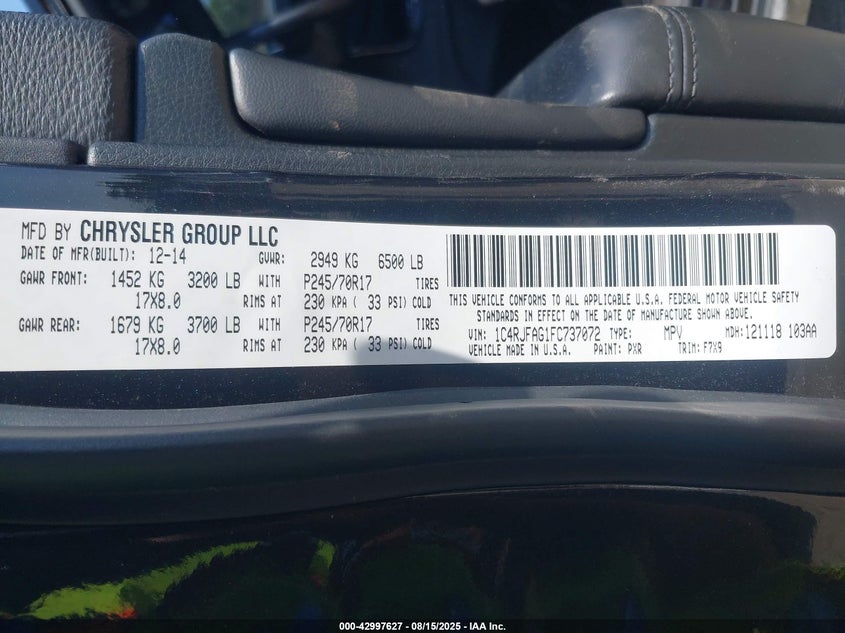 MFD BY CHRYSLER GROUP LLC
DATE OF MFR(BUILT): 12-14 GVWR: 2949 KG 6500 LB
GAWR FRONT: 1452 KG 3200 LB WITH P245/70R17 TIRES
17X8.0 RIMS AT 230 KPA ( 33 PSI) COLD
GAWR REAR: 1679 KG 3700 LB WITH P245/70R17 TIRES
17X8.0 RIMS AT 230 KPA ( 33 PSI) COLD
THIS VEHICLE CONFORMS TO ALL APPLICABLE U.S.A. FEDERAL MOTOR VEHICLE SAFETY
STANDARDS IN EFFECT ON THE DATE OF MANUFACTURE SHOWN ABOVE.
VIN: 1C4RJFAG1FC737072 TYPE: MPV MDH:121118 103AA
VEHICLE MADE IN U.S.A. PAINT: PXR TRIM: F7X9
000-42997627 - 08/15/2025 - IAA Inc.